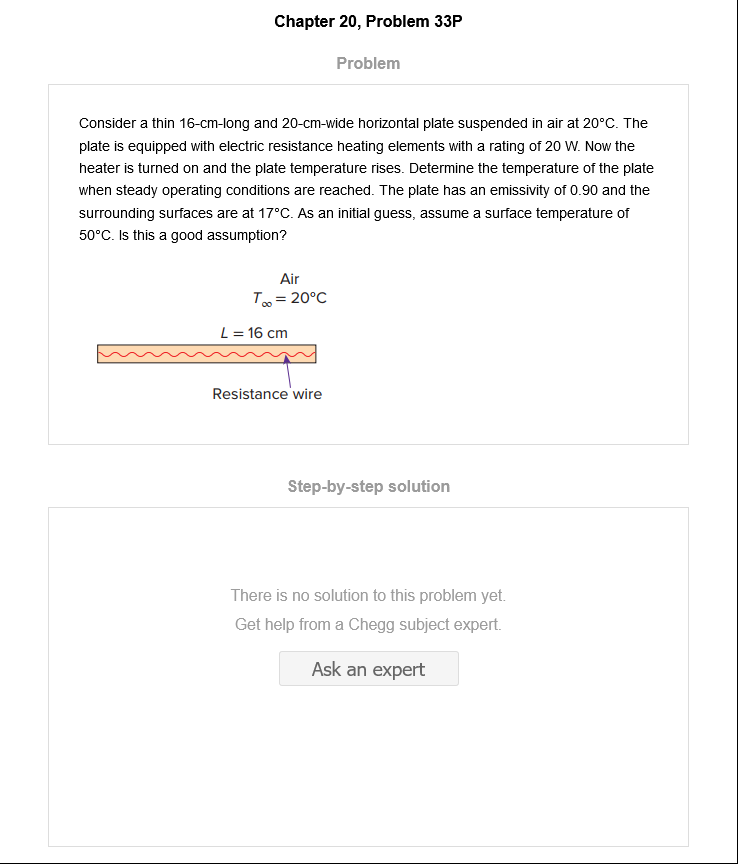 Chapter 20, Problem 33P
Problem
Consider a thin 16-cm-long and 20-cm-wide horizontal plate suspended in air at 20°C. The
plate is equipped with electric resistance heating elements with a rating of 20 W. Now the
heater is turned on and the plate temperature rises. Determine the temperature of the plate
when steady operating conditions are reached. The plate has an emissivity of 0.90 and the
surrounding surfaces are at 17°C. As an initial guess, assume a surface temperature of
50°C. Is this a good assumption?
Air
T∞ = 20°C
L = 16 cm
Resistance wire
Step-by-step solution
There is no solution to this problem yet.
Get help from a Chegg subject expert.
Ask an expert